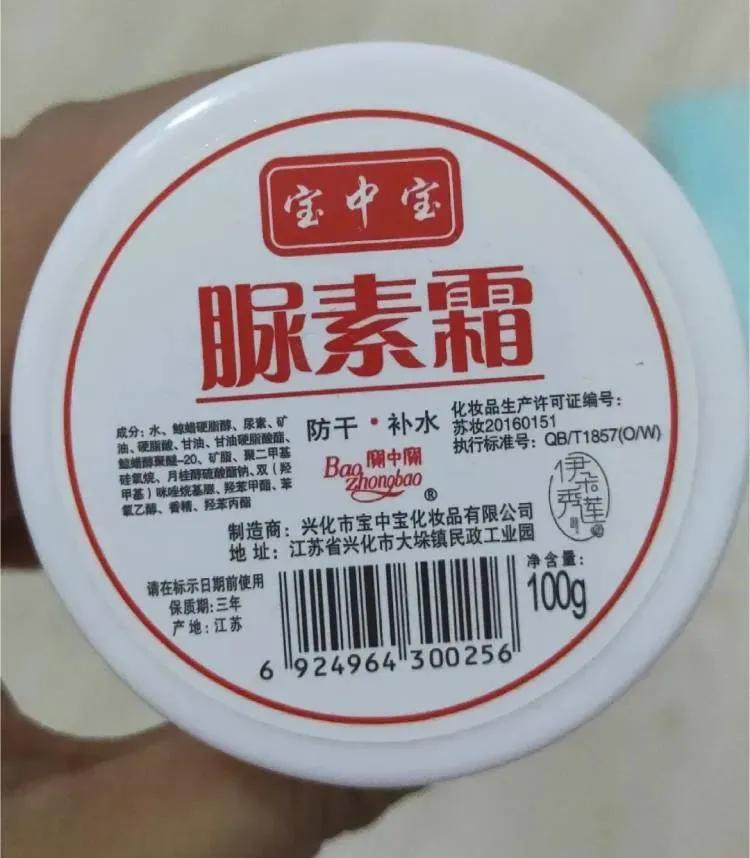 宝中宝
脲素霜
成分：水、鲸蜡硬脂醇、尿素、矿
油、硬脂酸、甘油、甘油硬脂酸酯、
鲸蜡醇聚醚-20、矿脂、聚二甲基
硅氧烷、月桂醇硫酸酯钠、双（羟
甲基）咪唑烷基脲、羟苯甲酯、苯
氧乙醇、香精、羟苯丙酯
防干·补水
Bao
zhongbao
®
化妆品生产许可证编号：
苏妆20160151
执行标准号：QB/T1857(O/W)
制造商：兴化市宝中宝化妆品有限公司
地 址：江苏省兴化市大垛镇民政工业园
请在标示日期前使用
保质期：三年
产 地：江苏
净含量：
100g
6 924964 300256